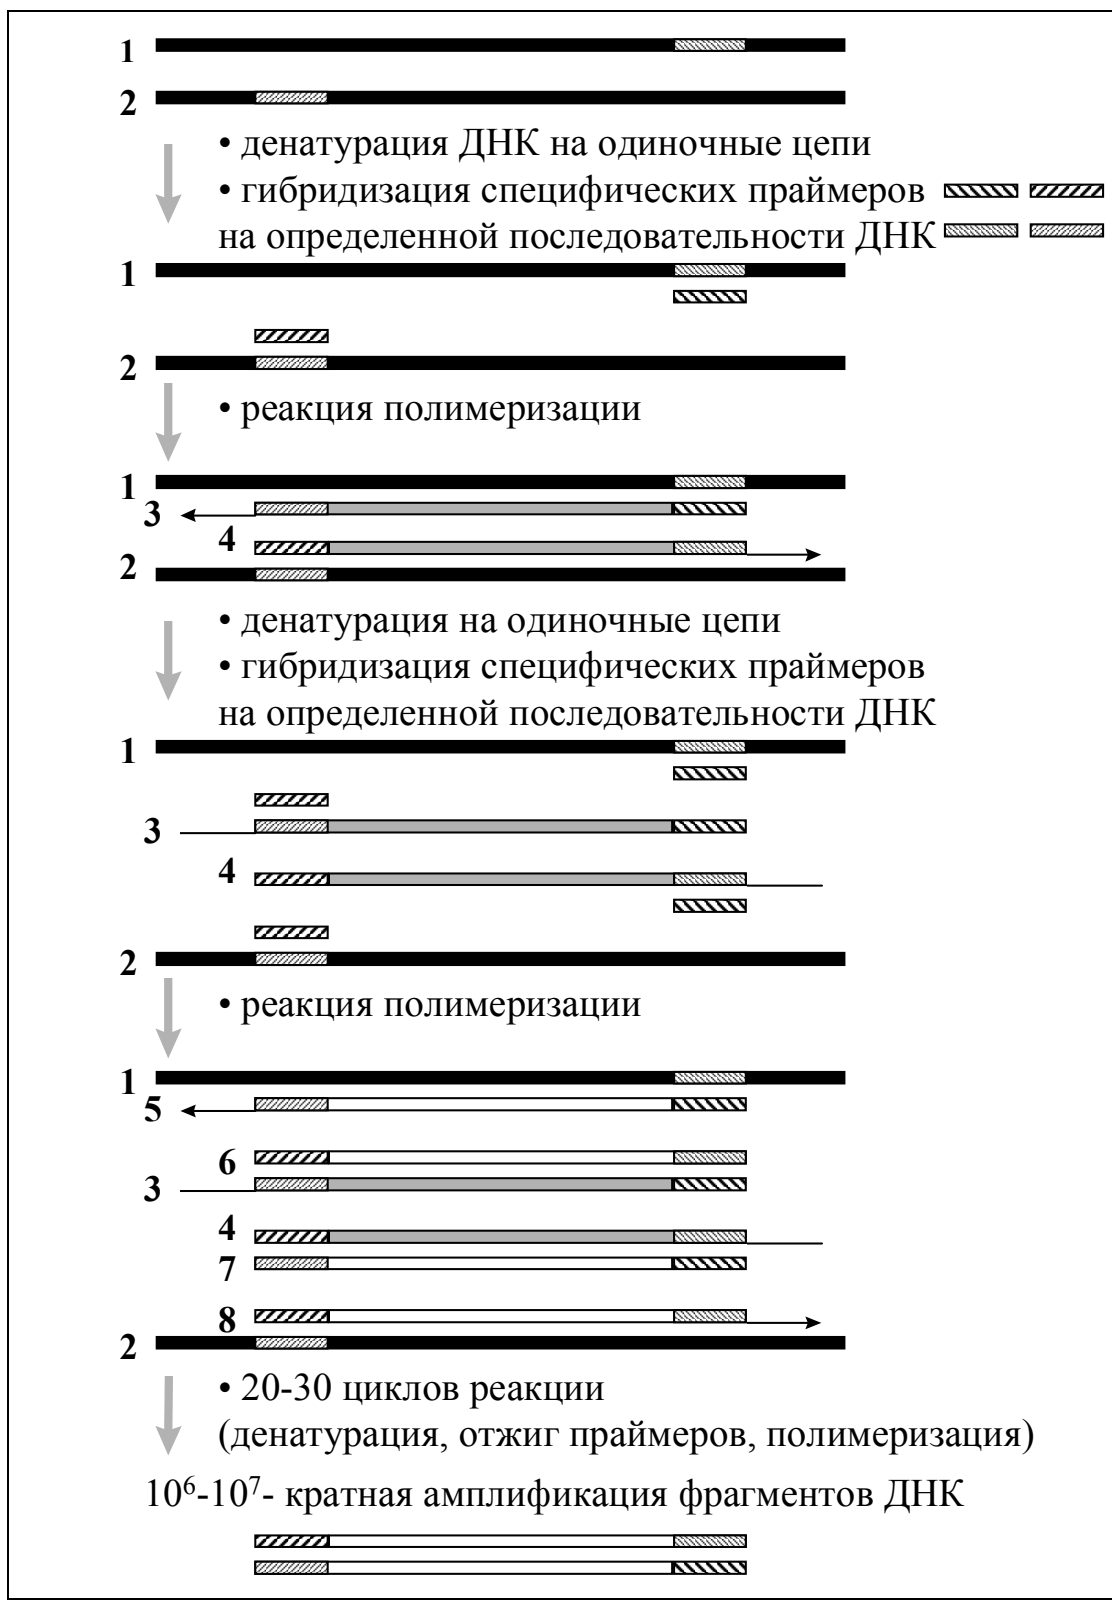 1
2
• денатурация ДНК на одиночные цепи
• гибридизация специфических праймеров
на определенной последовательности ДНК
1
2
• реакция полимеризации
1
3
4
2
• денатурация на одиночные цепи
• гибридизация специфических праймеров
на определенной последовательности ДНК
1
3
4
2
• реакция полимеризации
1
5
6
3
4
7
8
2
• 20-30 циклов реакции
(денатурация, отжиг праймеров, полимеризация)
10⁶-10⁷- кратная амплификация фрагментов ДНК